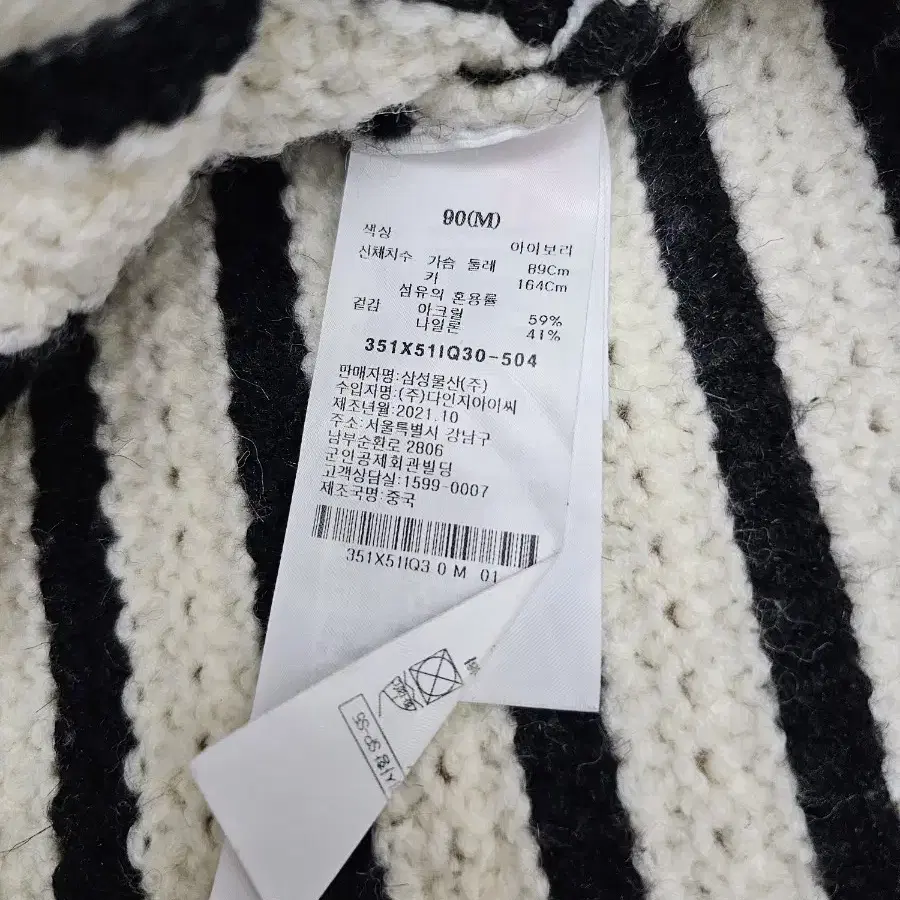 90(M)
색상 아이보리
신체치수 가슴 둘레 89Cm
키 164Cm
섬유의 혼용률
겉감 아크릴 59%
나일론 41%
351X51IQ30-504
판매자명:삼성물산(주)
수입자명:(주)다인지아이씨
제조년월:2021.10
주소:서울특별시 강남구
남부순환로 2806
군인공제회관빌딩
고객상담실:1599-0007
제조국명:중국
351X51IQ3 0 M 01